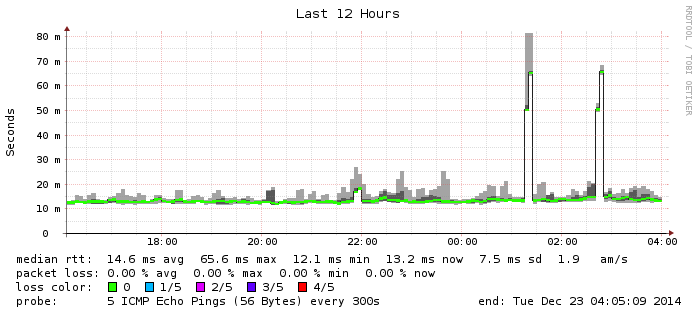 Last 12 Hours
RRDTOOL / TOBI OETIKER
Seconds
80 m
70 m
60 m
50 m
40 m
30 m
20 m
10 m
0
18:00 20:00 22:00 00:00 02:00 04:00
median rtt: 14.6 ms avg 65.6 ms max 12.1 ms min 13.2 ms now 7.5 ms sd 1.9 am/s
packet loss: 0.00 % avg 0.00 % max 0.00 % min 0.00 % now
loss color: 0 1/5 2/5 3/5 4/5
probe: 5 ICMP Echo Pings (56 Bytes) every 300s end: Tue Dec 23 04:05:09 2014